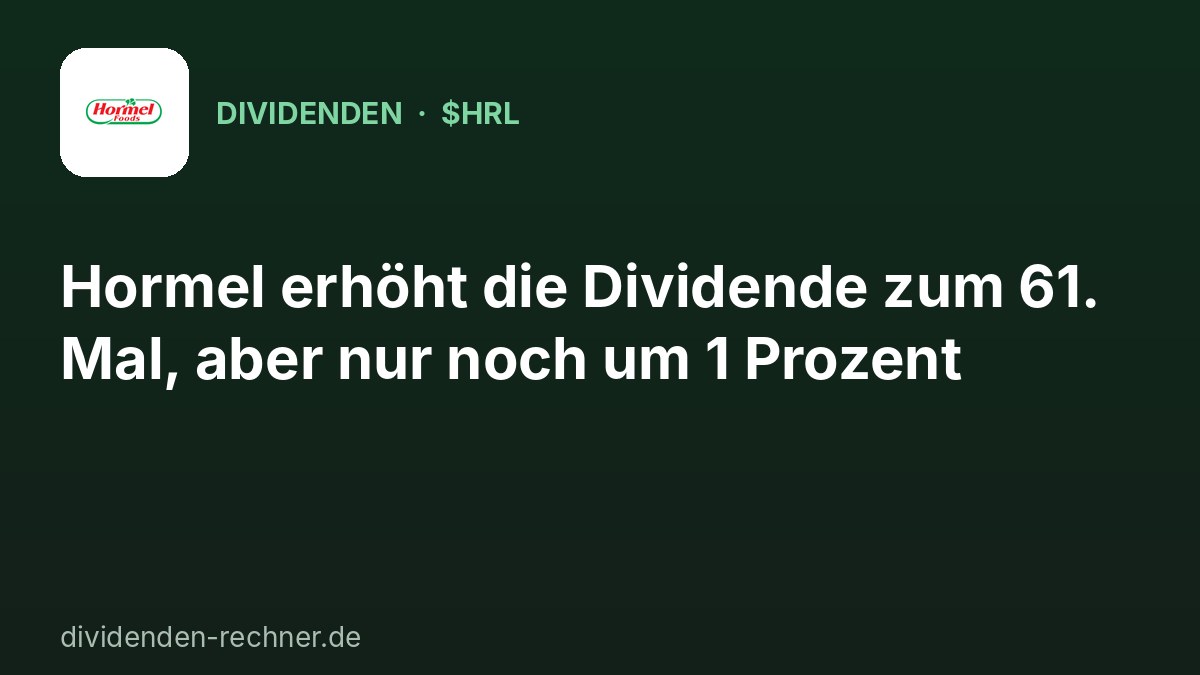 Hormel
Foods
DIVIDENDEN · $HRL
Hormel erhöht die Dividende zum 61.
Mal, aber nur noch um 1 Prozent
dividenden-rechner.de